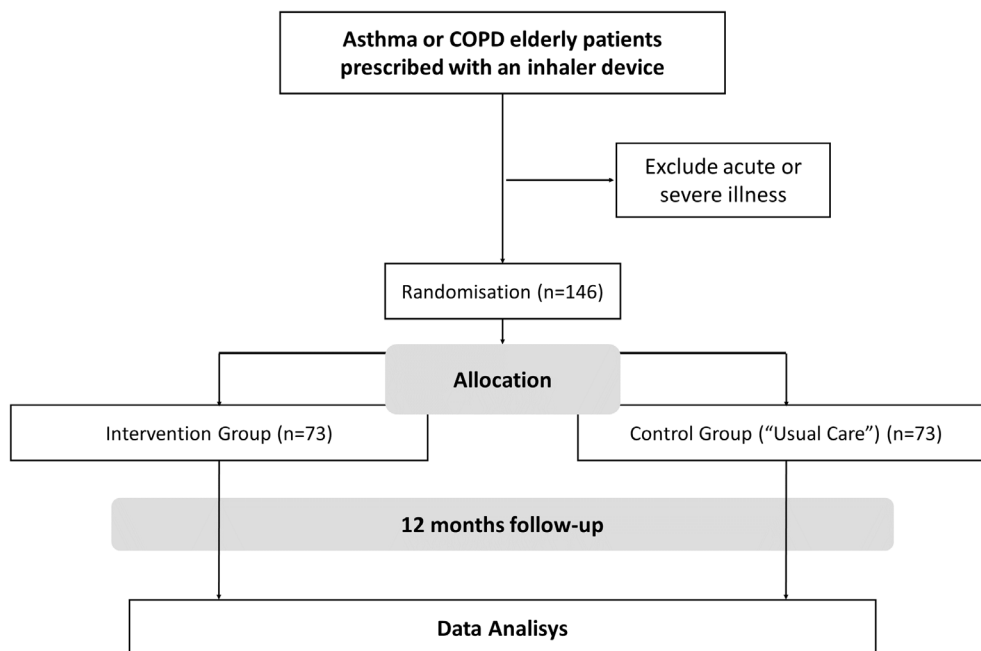 Asthma or COPD elderly patients
prescribed with an inhaler device
Exclude acute or
severe illness
Randomisation (n=146)
Allocation
Intervention Group (n=73)
Control Group (“Usual Care”) (n=73)
12 months follow-up
Data Analisys